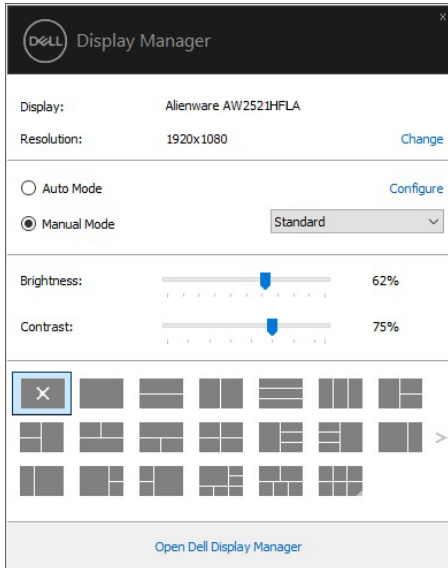 x
DELL Display Manager
Display: Alienware AW2521HFLA
Resolution: 1920x1080 Change
Auto Mode Configure
Manual Mode Standard
Brightness: 62%
Contrast: 75%
Open Dell Display Manager